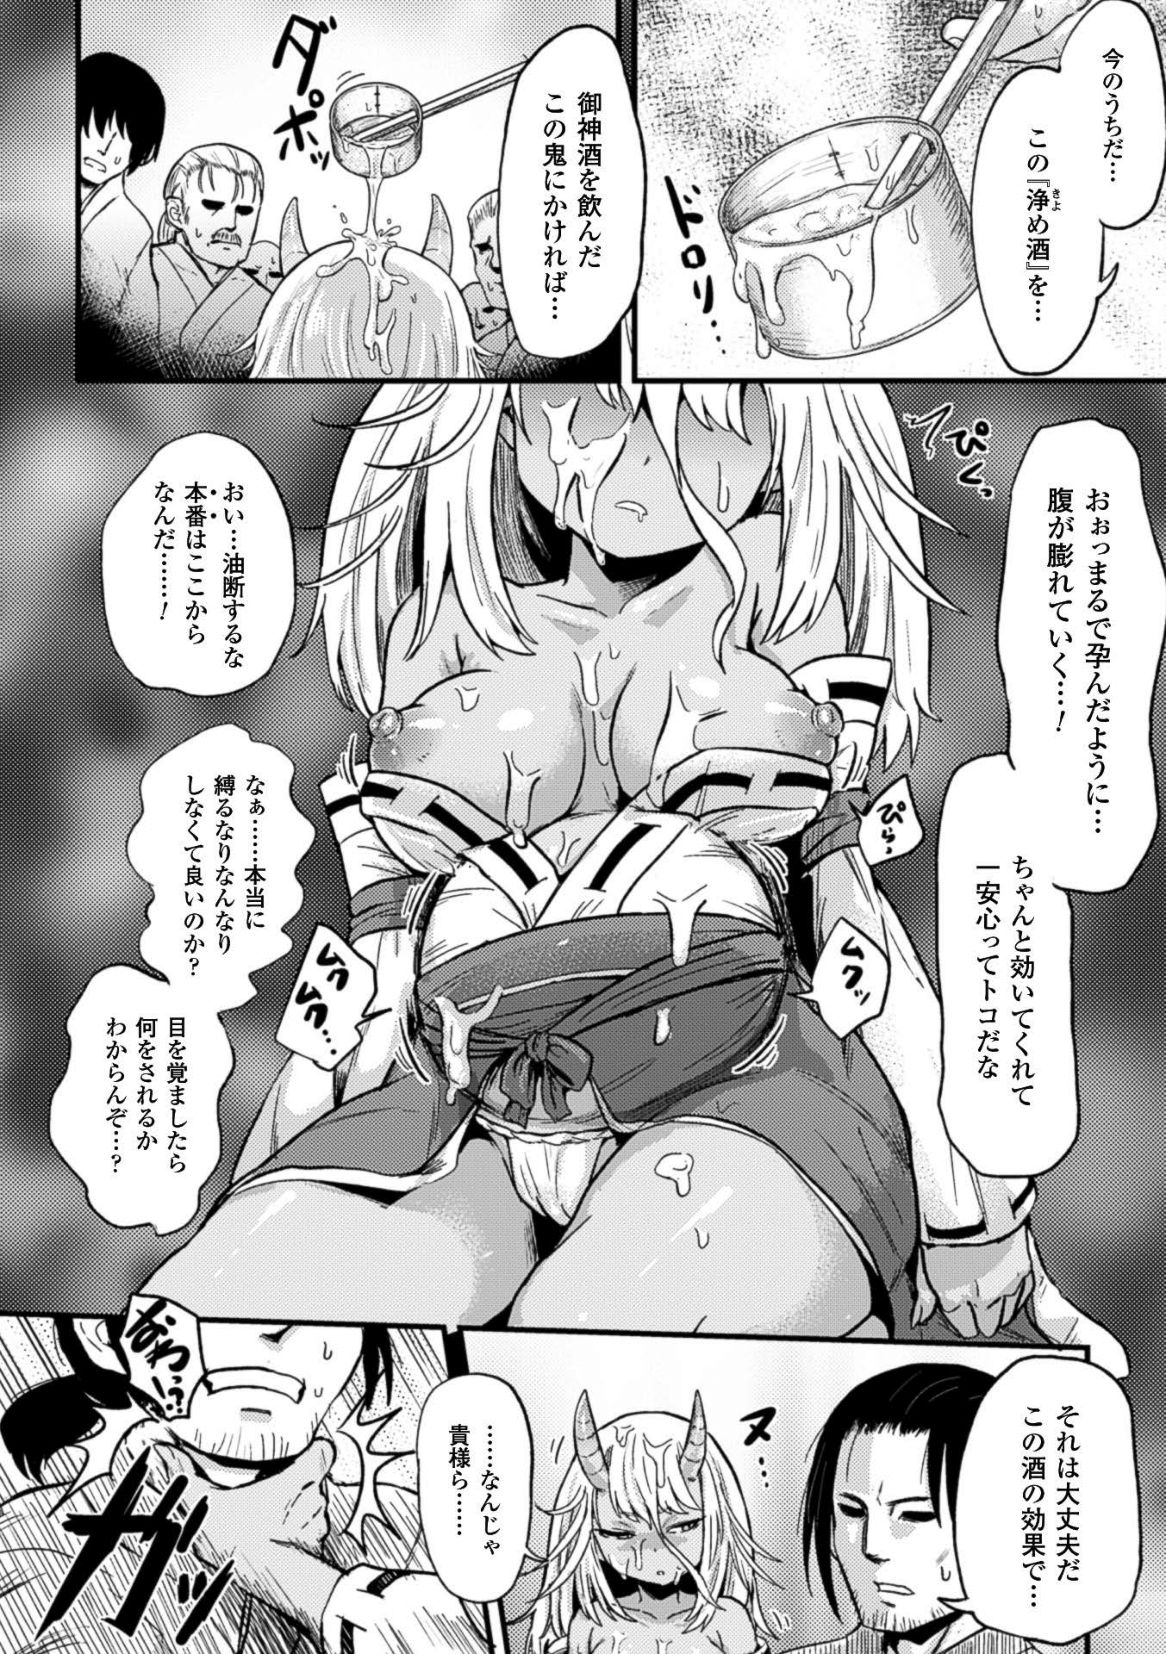 今のうちだ…
この『浄め酒』を…
きよ
ドロリ…
御神酒を飲んだ
この鬼にかければ…
ダポポッ
ぴくっ
おぉっまるで孕んだように…
腹が膨れていく…！
ちゃんと効いてくれて
一安心ってトコだな
おい…油断するな
本番はここから
なんだ……！
ぴら
ムクッ
ムクムク…
なぁ……本当に
縛るなりなんなり
しなくて良いのか？
目を覚ましたら
何をされるか
わからんぞ…？
それは大丈夫だ
この酒の効果で…
ヌ…
……なんじゃ
貴様ら……
おわっ!?
ガッ